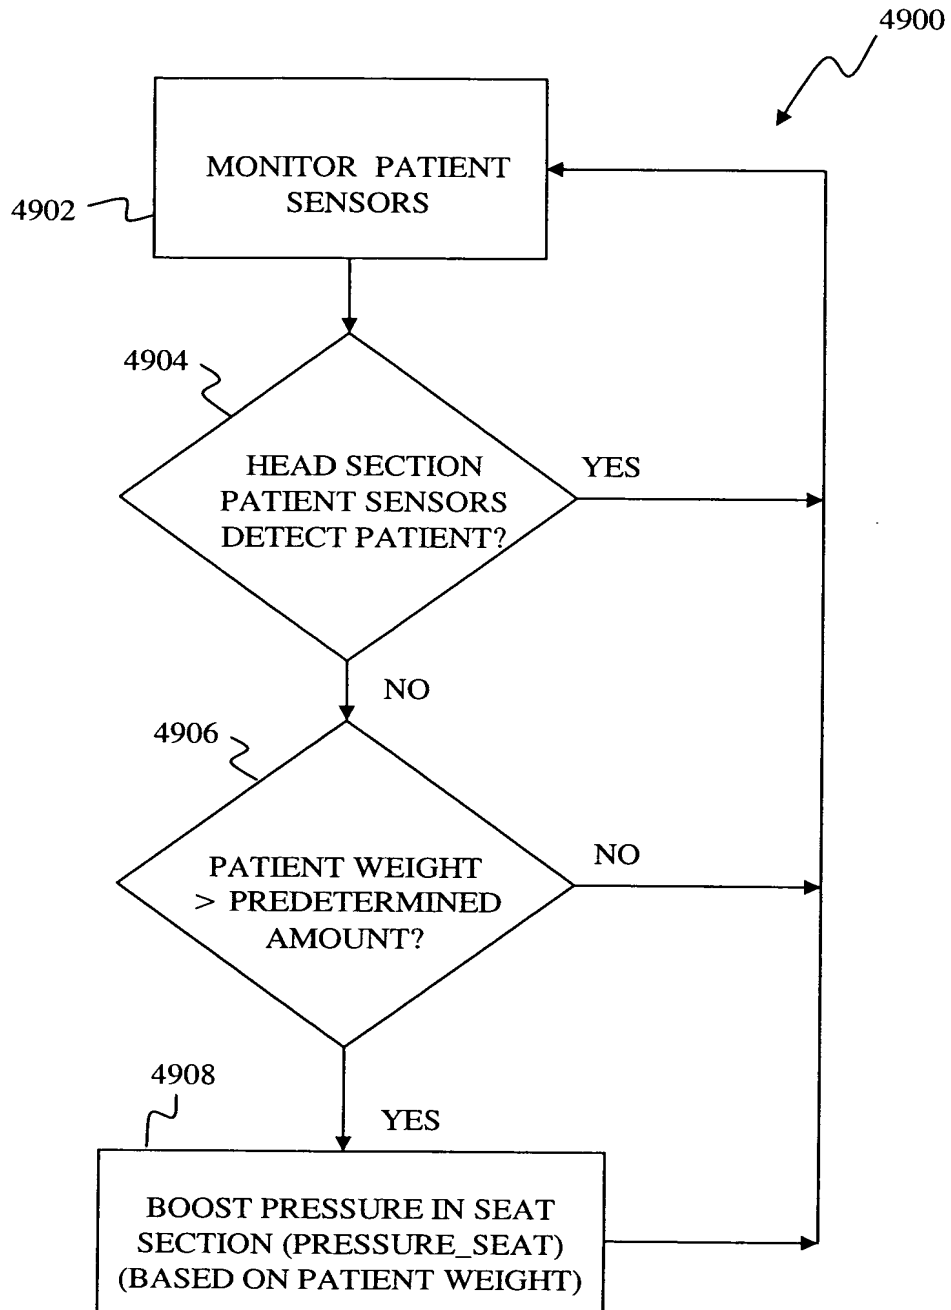 4900
MONITOR PATIENT
SENSORS
4902
4904
HEAD SECTION
PATIENT SENSORS
DETECT PATIENT?
YES
NO
4906
PATIENT WEIGHT
> PREDETERMINED
AMOUNT?
NO
4908
YES
BOOST PRESSURE IN SEAT
SECTION (PRESSURE_SEAT)
(BASED ON PATIENT WEIGHT)